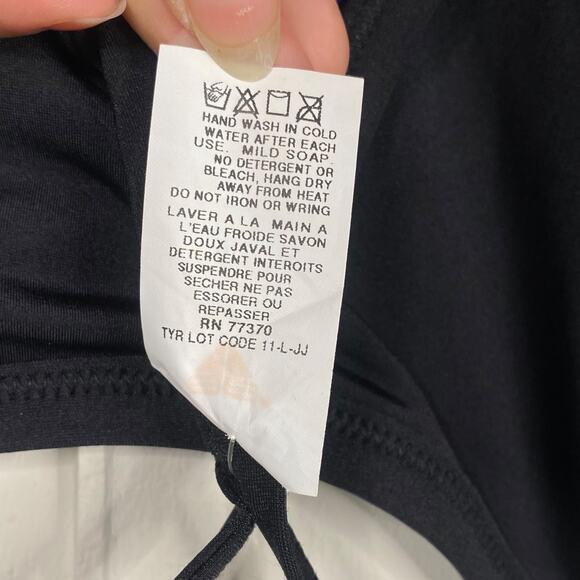 HAND WASH IN COLD
WATER AFTER EACH
USE. MILD SOAP.
NO DETERGENT OR
BLEACH, HANG DRY
AWAY FROM HEAT
DO NOT IRON OR WRING
LAVER A LA MAIN A
L'EAU FROIDE SAVON
DOUX JAVAL ET
DETERGENT INTEROITS
SUSPENDRE POUR
SECHER NE PAS
ESSORER OU
REPASSER
RN 77370
TYR LOT CODE 11-L-JJ